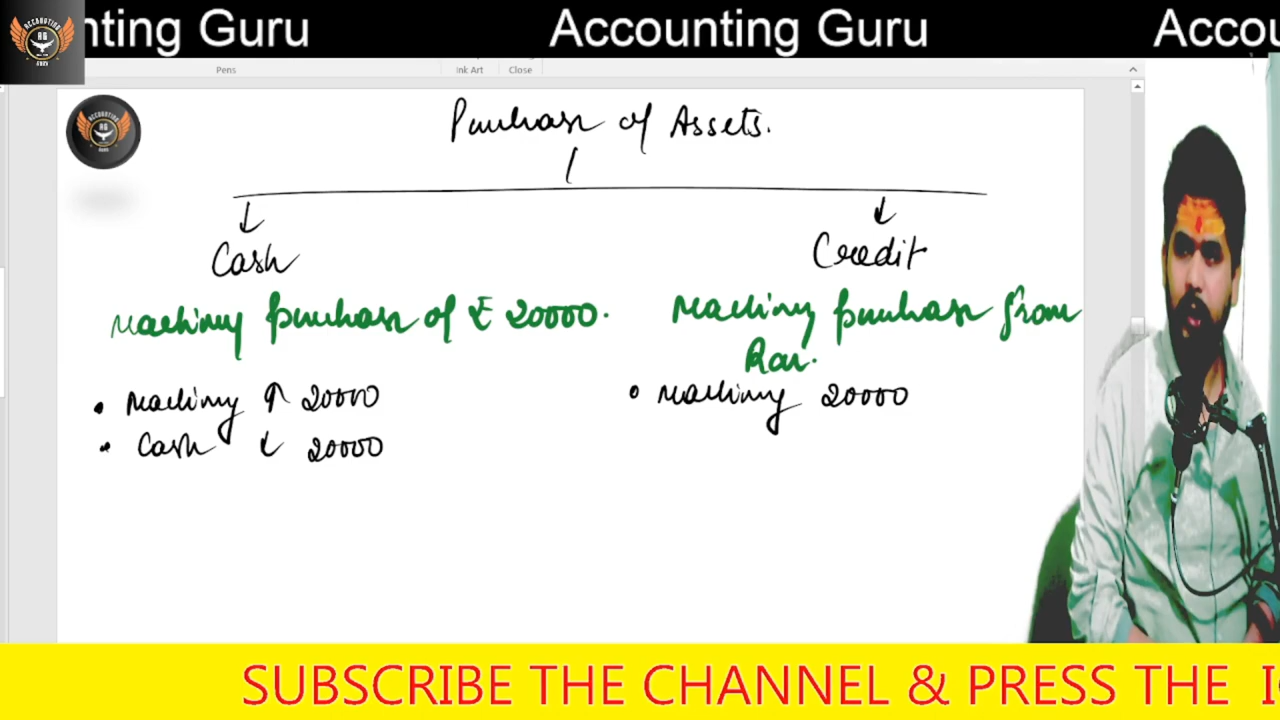 nting Guru Accounting Guru Accou
Pens Ink Art Close
Purchase of Assets.
Cash Credit
Machinery purchase of ₹ 20000. Machinery purchase from
Ram.
• Machinery ↑ 20000 • Machinery 20000
• Cash ↓ 20000
SUBSCRIBE THE CHANNEL & PRESS THE I